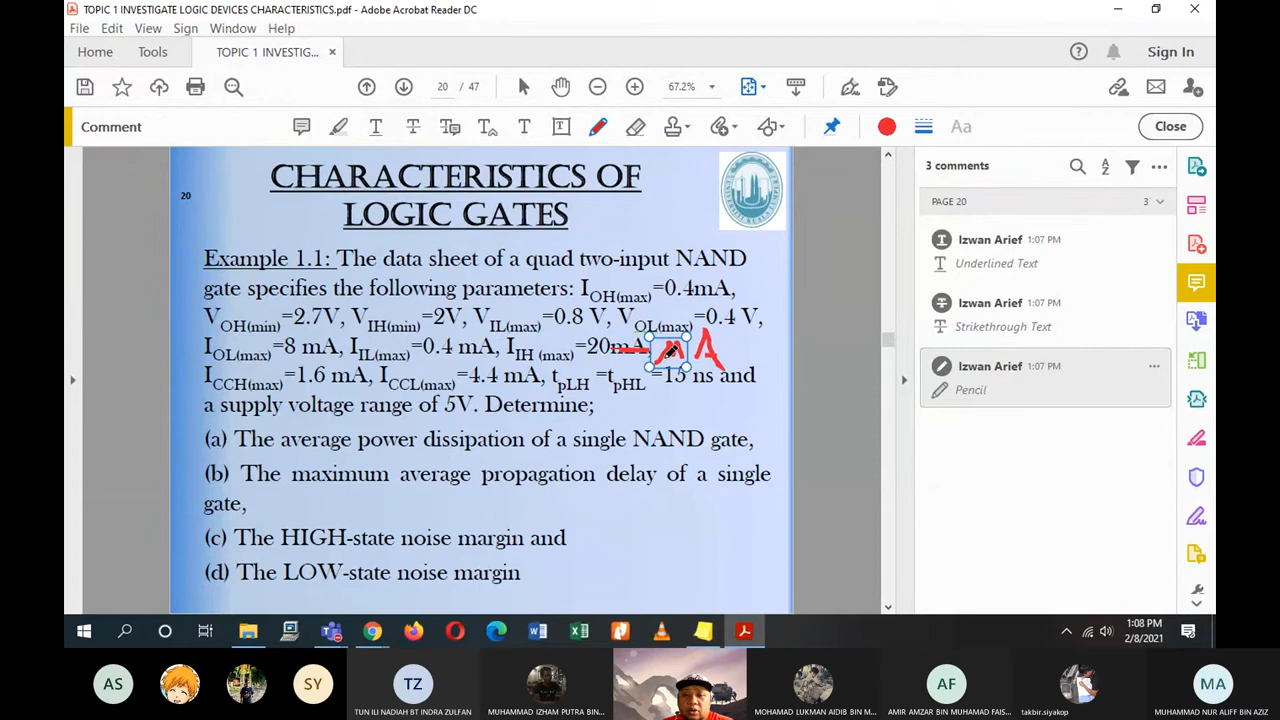 TOPIC 1 INVESTIGATE LOGIC DEVICES CHARACTERISTICS.pdf - Adobe Acrobat Reader DC
File Edit View Sign Window Help
Home Tools TOPIC 1 INVESTIG... × Sign In
20 / 47 67.2%
Comment Aa Close
3 comments
PAGE 20 3
Izwan Arief 1:07 PM
Underlined Text
Izwan Arief 1:07 PM
Strikethrough Text
Izwan Arief 1:07 PM
Pencil
20
CHARACTERISTICS OF
LOGIC GATES
Example 1.1: The data sheet of a quad two-input NAND
gate specifies the following parameters: IOH(max)=0.4mA,
VOH(min)=2.7V, VIH(min)=2V, VIL(max)=0.8 V, VOL(max)=0.4 V,
IOL(max)=8 mA, IIL(max)=0.4 mA, IIH (max)=20mA, A
ICCH(max)=1.6 mA, ICCL(max)=4.4 mA, tpLH =tpHL =15 ns and
a supply voltage range of 5V. Determine;
(a) The average power dissipation of a single NAND gate,
(b) The maximum average propagation delay of a single
gate,
(c) The HIGH-state noise margin and
(d) The LOW-state noise margin
1:08 PM
2/8/2021
AS SY TZ AF MA
TUN ILI NADIAH BT INDRA ZULFAN MUHAMMAD IZHAM PUTRA BIN... MOHAMAD LUKMAN AIDIB BIN M... AMIR AMZAR BIN MUHAMAD FAIS... takbir.siyakop MUHAMMAD NUR ALIFF BIN AZIZ